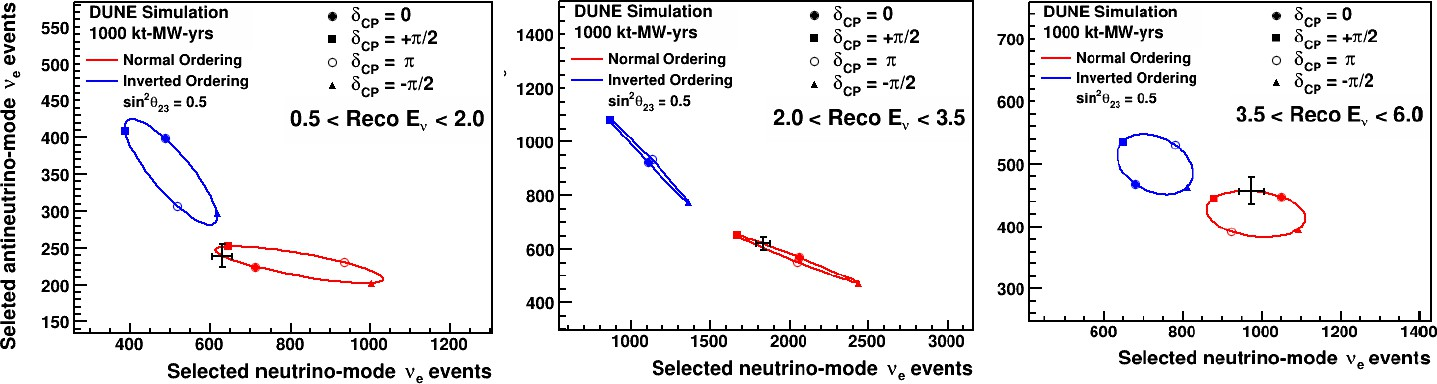 Seleted antineutrino-mode νe events
DUNE Simulation
1000 kt-MW-yrs
Normal Ordering
Inverted Ordering
sin²θ23 = 0.5
δCP = 0
δCP = +π/2
δCP = π
δCP = -π/2
0.5 < Reco Eν < 2.0
550
500
450
400
350
300
250
200
150
400 600 800 1000 1200
Selected neutrino-mode νe events
DUNE Simulation
1000 kt-MW-yrs
Normal Ordering
Inverted Ordering
sin²θ23 = 0.5
δCP = 0
δCP = +π/2
δCP = π
δCP = -π/2
2.0 < Reco Eν < 3.5
1400
1200
1000
800
600
400
1000 1500 2000 2500 3000
Selected neutrino-mode νe events
DUNE Simulation
1000 kt-MW-yrs
Normal Ordering
Inverted Ordering
sin²θ23 = 0.5
δCP = 0
δCP = +π/2
δCP = π
δCP = -π/2
3.5 < Reco Eν < 6.0
700
600
500
400
300
600 800 1000 1200 1400
Selected neutrino-mode νe events